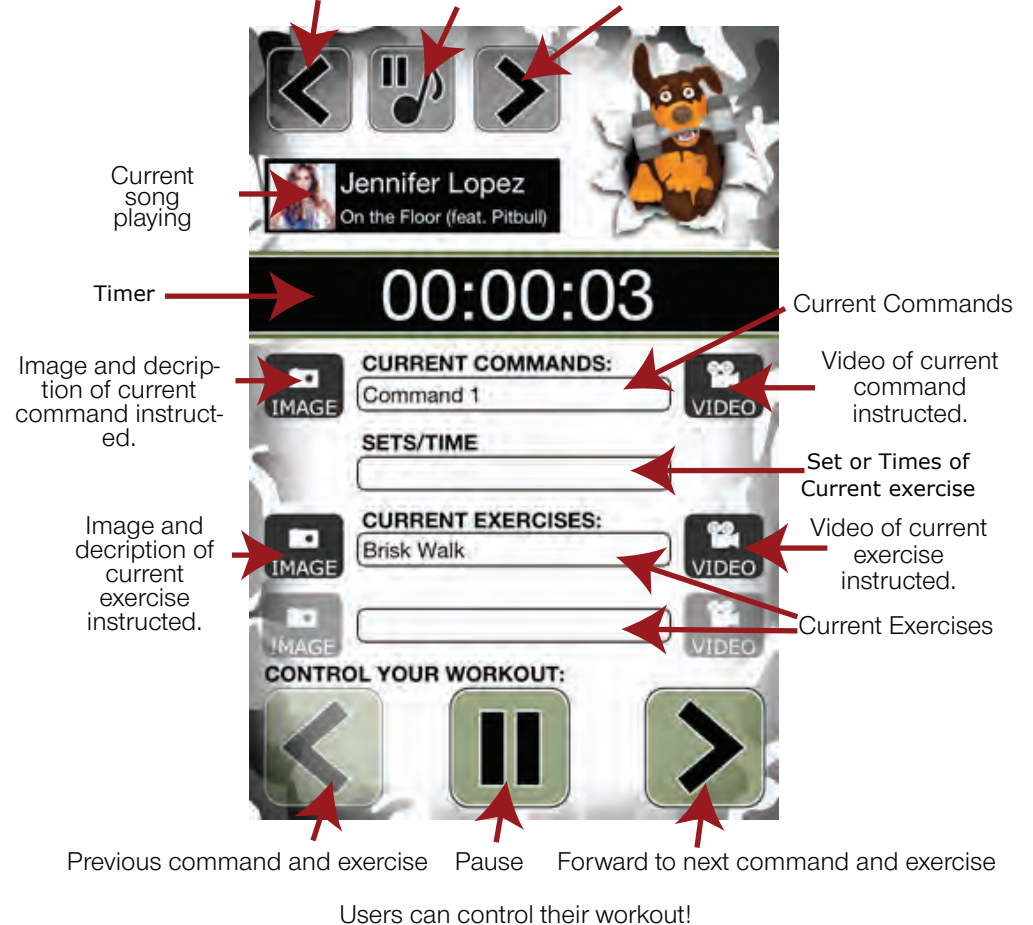 Current
song
playing
Jennifer Lopez
On the Floor (feat. Pitbull)
Timer
00:00:03
Current Commands
Image and decrip-
tion of current
command instruct-
ed.
IMAGE
CURRENT COMMANDS:
Command 1
VIDEO
Video of current
command
instructed.
SETS/TIME
Set or Times of
Current exercise
Image and
decription of
current
exercise
instructed.
IMAGE
CURRENT EXERCISES:
Brisk Walk
VIDEO
Video of current
exercise
instructed.
IMAGE
VIDEO
Current Exercises
CONTROL YOUR WORKOUT:
Previous command and exercise
Pause
Forward to next command and exercise
Users can control their workout!